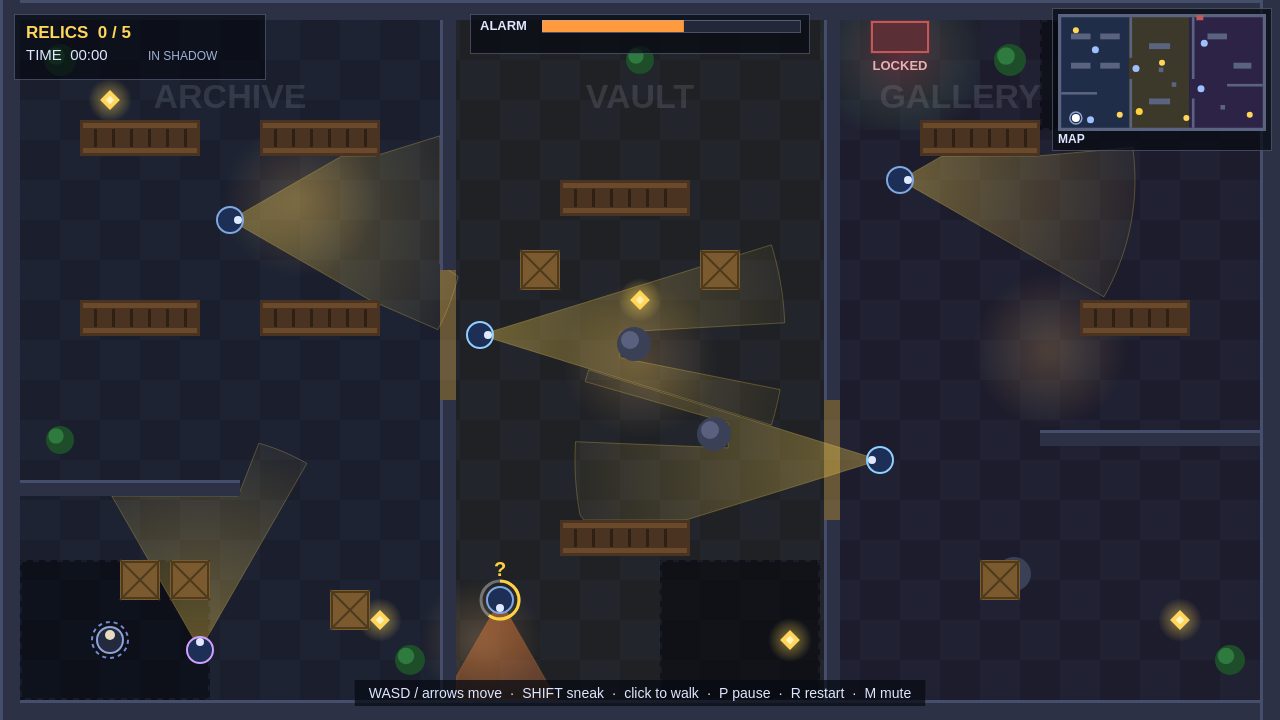 RELICS 0 / 5
TIME 00:00 IN SHADOW
ALARM
LOCKED
MAP
ARCHIVE
VAULT
GALLERY
?
WASD / arrows move · SHIFT sneak · click to walk · P pause · R restart · M mute